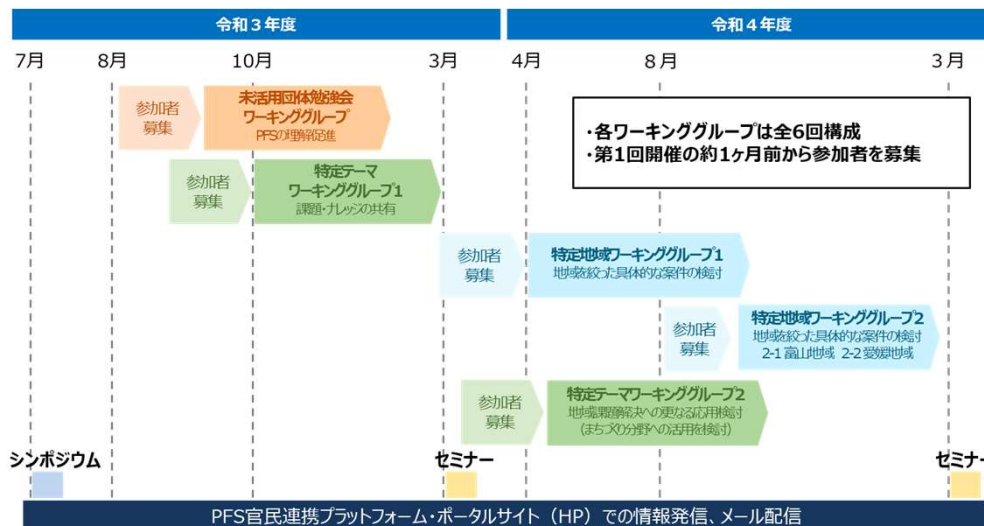 令和３年度
令和４年度
7月
8月
10月
3月
4月
8月
3月
参加者
募集
未活用団体勉強会
ワーキンググループ
PFSの理解促進
・各ワーキンググループは全6回構成
・第1回開催の約1ヶ月前から参加者を募集
参加者
募集
特定テーマ
ワーキンググループ1
課題・ナレッジの共有
参加者
募集
特定地域ワーキンググループ1
地域を絞った具体的な案件の検討
参加者
募集
特定地域ワーキンググループ2
地域を絞った具体的な案件の検討
2-1 富山地域 2-2 愛媛地域
参加者
募集
特定テーマワーキンググループ2
地域課題解決への更なる応用検討
(まちづくり分野への活用を検討)
シンポジウム
セミナー
セミナー
PFS官民連携プラットフォーム・ポータルサイト（HP）での情報発信、メール配信